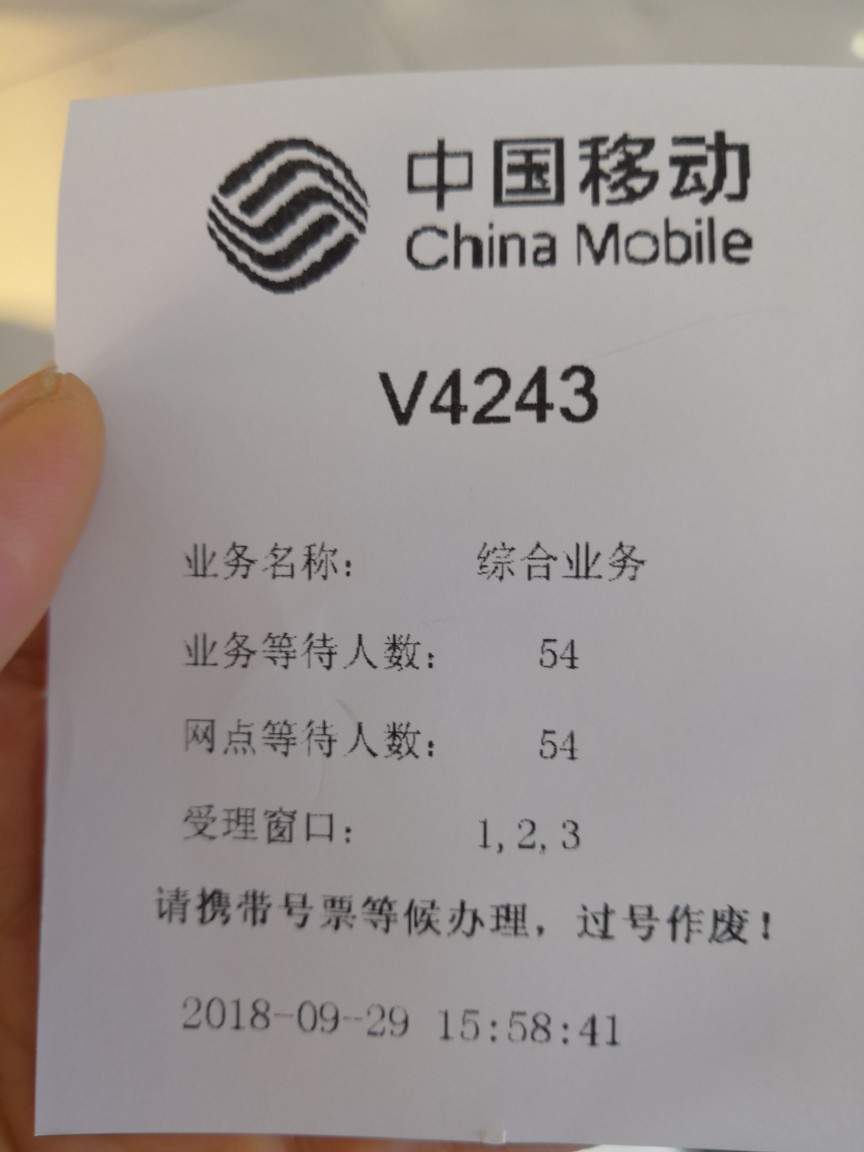 中国移动
China Mobile
V4243
业务名称: 综合业务
业务等待人数: 54
网点等待人数: 54
受理窗口: 1,2,3
请携带号票等候办理，过号作废!
2018-09-29 15:58:41